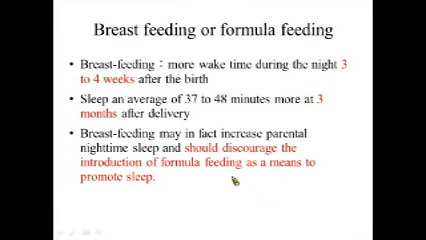 Breast feeding or formula feeding
• Breast-feeding：more wake time during the night 3
to 4 weeks after the birth
• Sleep an average of 37 to 48 minutes more at 3
months after delivery
• Breast-feeding may in fact increase parental
nighttime sleep and should discourage the
introduction of formula feeding as a means to
promote sleep.